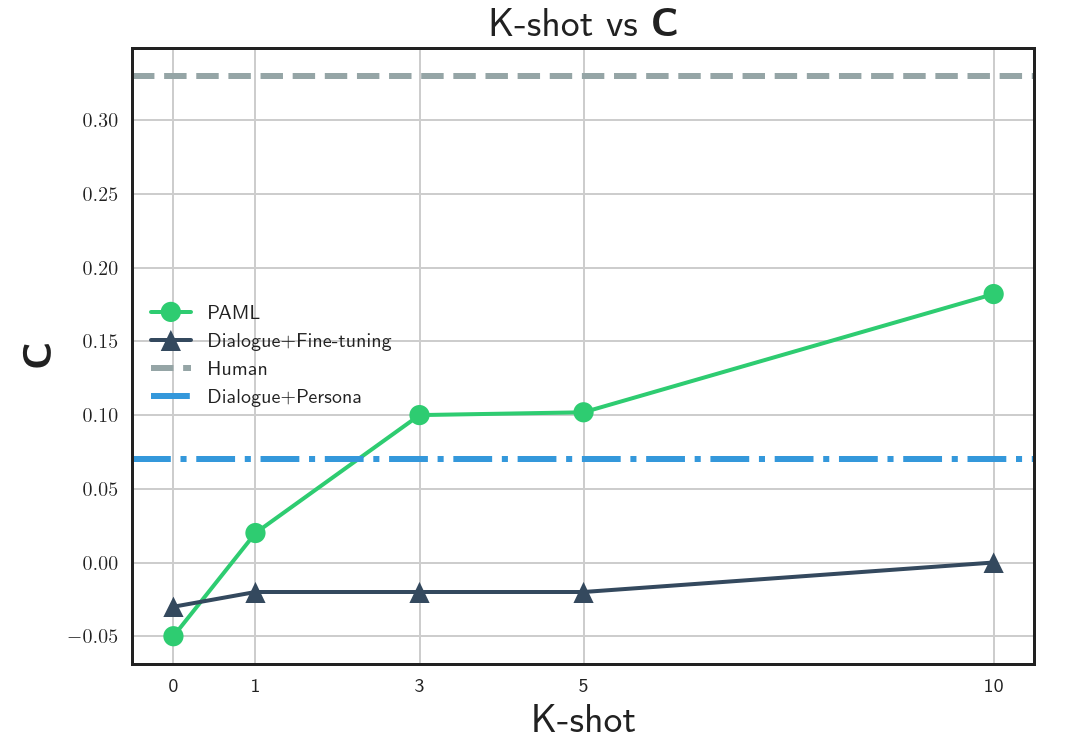 K-shot vs C
0.30
0.25
0.20
0.15
0.10
0.05
0.00
−0.05
C
PAML
Dialogue+Fine-tuning
Human
Dialogue+Persona
0 1 3 5 10
K-shot